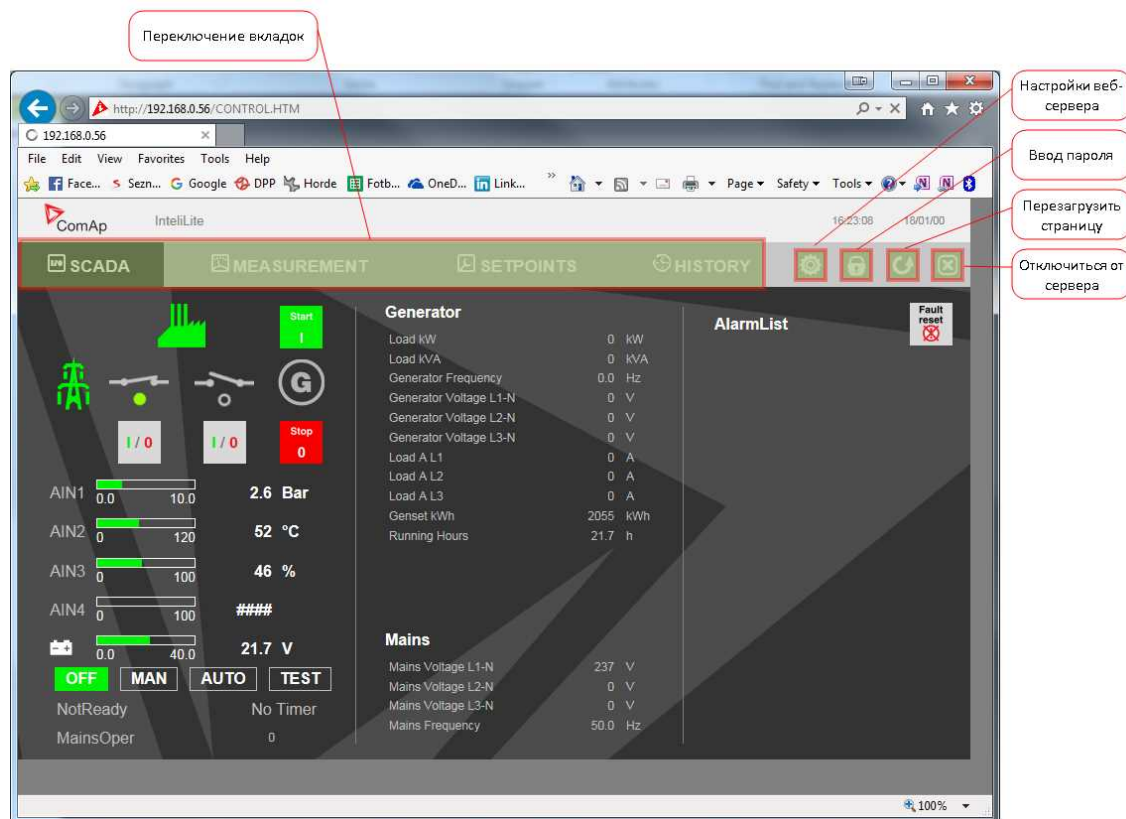 Переключение вкладок
Настройки веб-
сервера
Ввод пароля
Перезагрузить
страницу
Отключиться от
сервера
http://192.168.0.56/CONTROL.HTM
192.168.0.56
File Edit View Favorites Tools Help
Face... Sezn... Google DPP Horde Fotb... OneD... Link... » Page Safety Tools
ComAp InteliLite 16:23:08 18/01/00
SCADA MEASUREMENT SETPOINTS HISTORY
Start
I
G
I / 0 I / 0
Stop
0
AIN1 0.0 10.0 2.6 Bar
AIN2 0 120 52 °C
AIN3 0 100 46 %
AIN4 0 100 ####
0.0 40.0 21.7 V
OFF MAN AUTO TEST
NotReady No Timer
MainsOper 0
Generator
Load kW 0 kW
Load kVA 0 kVA
Generator Frequency 0.0 Hz
Generator Voltage L1-N 0 V
Generator Voltage L2-N 0 V
Generator Voltage L3-N 0 V
Load A L1 0 A
Load A L2 0 A
Load A L3 0 A
Genset kWh 2055 kWh
Running Hours 21.7 h
Mains
Mains Voltage L1-N 237 V
Mains Voltage L2-N 0 V
Mains Voltage L3-N 0 V
Mains Frequency 50.0 Hz
AlarmList
Fault
reset
100%